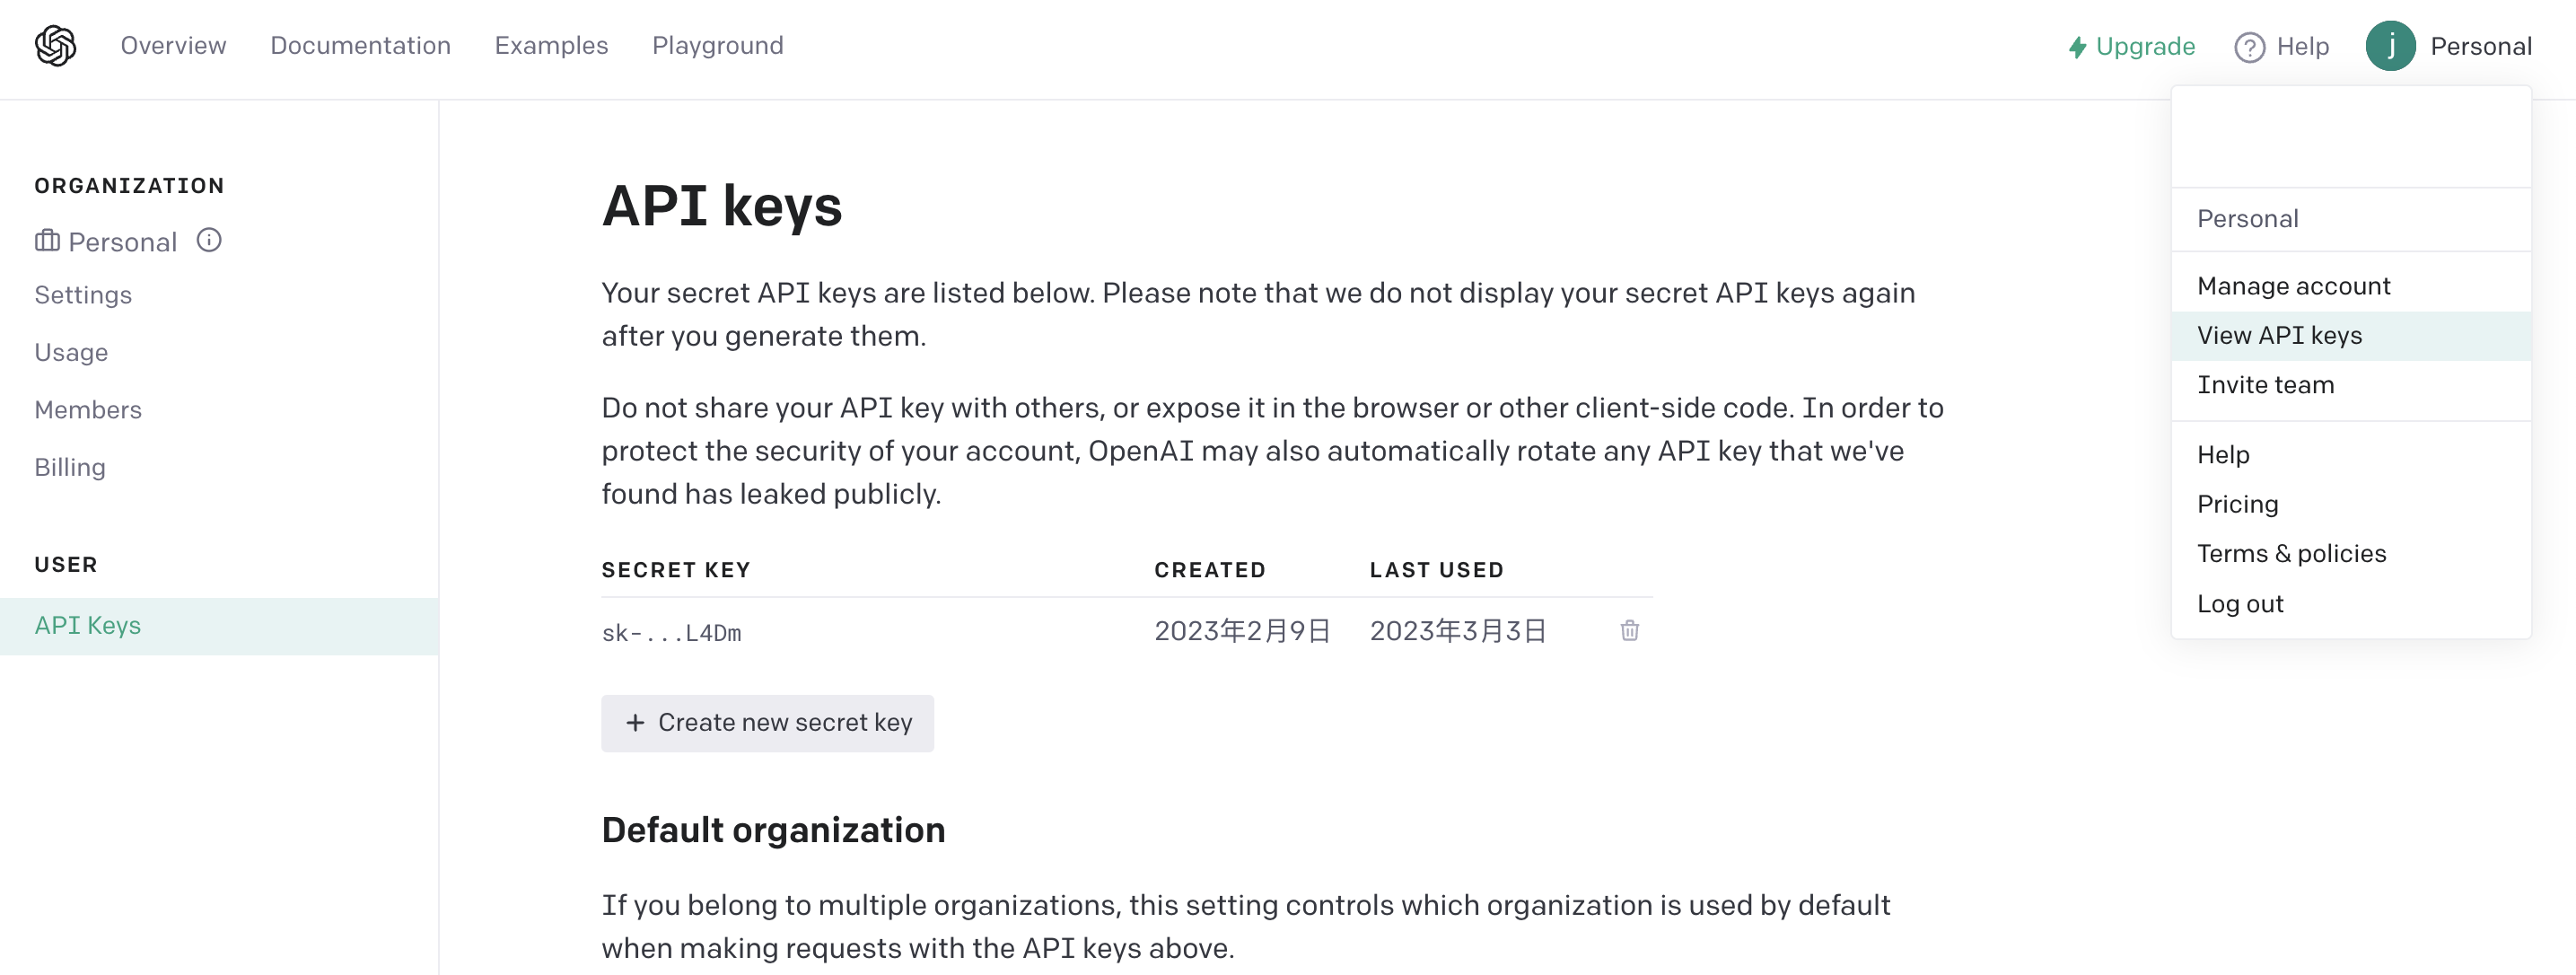 Overview Documentation Examples Playground Upgrade Help j Personal
ORGANIZATION
Personal
Settings
Usage
Members
Billing
USER
API Keys
API keys
Your secret API keys are listed below. Please note that we do not display your secret API keys again
after you generate them.
Do not share your API key with others, or expose it in the browser or other client-side code. In order to
protect the security of your account, OpenAI may also automatically rotate any API key that we've
found has leaked publicly.
SECRET KEY CREATED LAST USED
sk-...L4Dm 2023年2月9日 2023年3月3日
+ Create new secret key
Default organization
If you belong to multiple organizations, this setting controls which organization is used by default
when making requests with the API keys above.
Personal
Manage account
View API keys
Invite team
Help
Pricing
Terms & policies
Log out